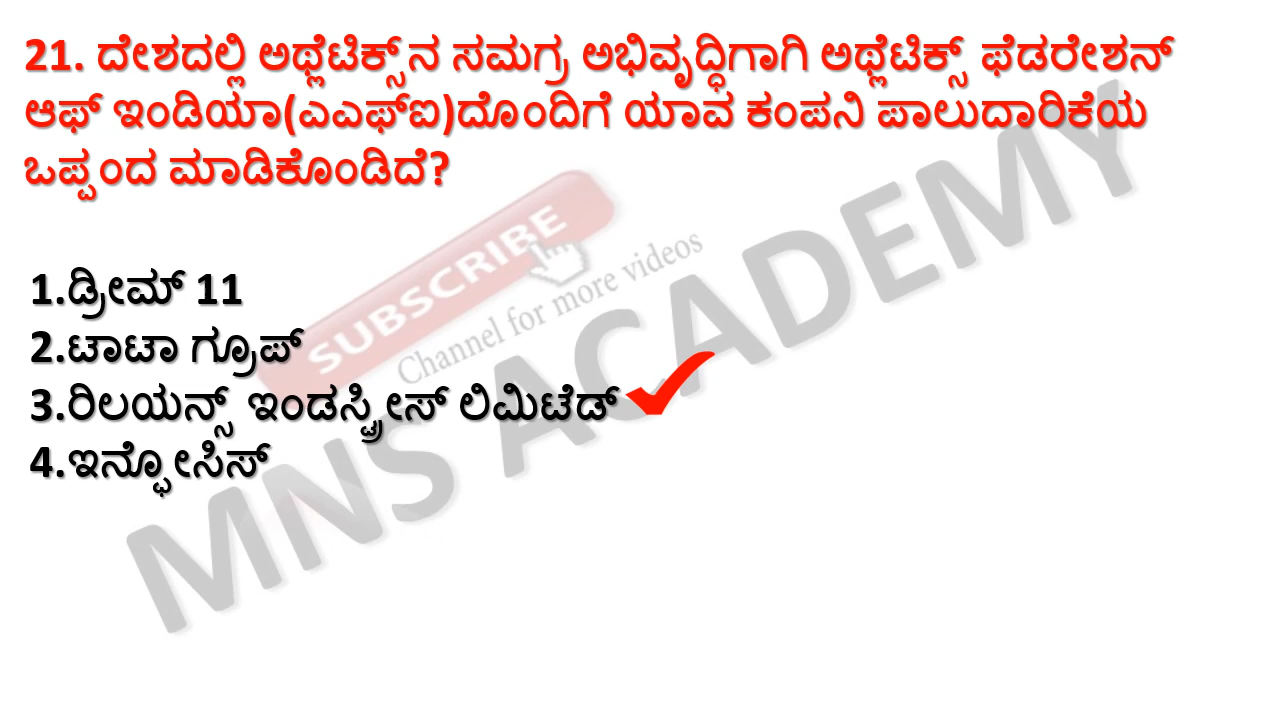 21. ದೇಶದಲ್ಲಿ ಅಥ್ಲೆಟಿಕ್ಸ್‌ನ ಸಮಗ್ರ ಅಭಿವೃದ್ಧಿಗಾಗಿ ಅಥ್ಲೆಟಿಕ್ಸ್ ಫೆಡರೇಶನ್
ಆಫ್ ಇಂಡಿಯಾ(ಎಎಫ್‌ಐ)ದೊಂದಿಗೆ ಯಾವ ಕಂಪನಿ ಪಾಲುದಾರಿಕೆಯ
ಒಪ್ಪಂದ ಮಾಡಿಕೊಂಡಿದೆ?
SUBSCRIBE
Channel for more videos
MNS ACADEMY
1.ಡ್ರೀಮ್ 11
2.ಟಾಟಾ ಗ್ರೂಪ್
3.ರಿಲಯನ್ಸ್ ಇಂಡಸ್ಟ್ರೀಸ್ ಲಿಮಿಟೆಡ್
4.ಇನ್ಫೋಸಿಸ್